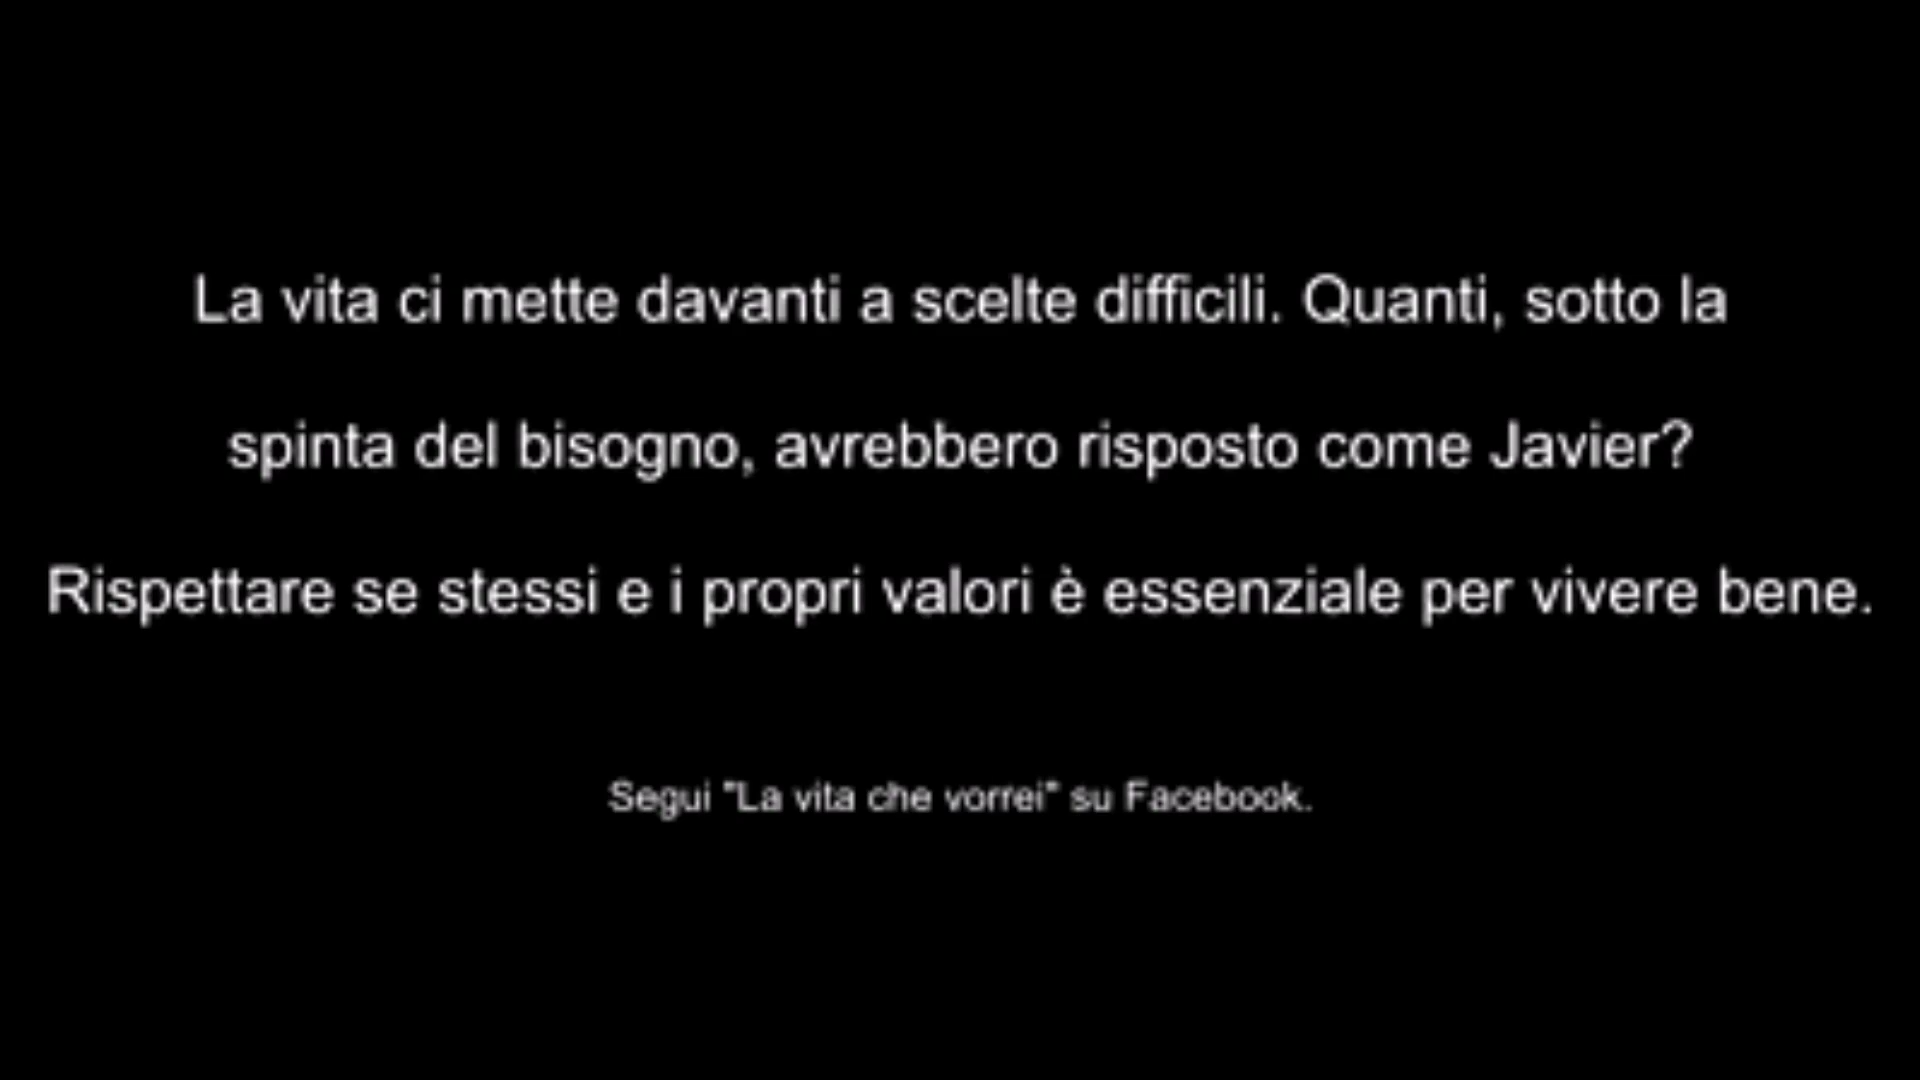 La vita ci mette davanti a scelte difficili. Quanti, sotto la
spinta del bisogno, avrebbero risposto come Javier?
Rispettare se stessi e i propri valori è essenziale per vivere bene.
Segui "La vita che vorrei" su Facebook.